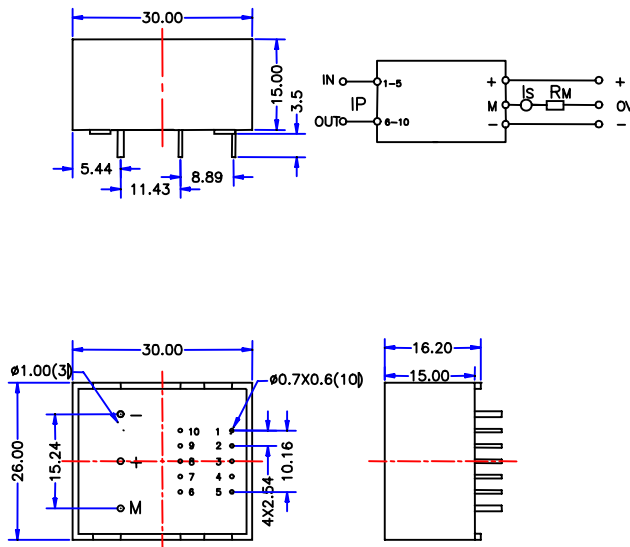 30.00
15.00
3.5
5.44
11.43
8.89
IN
1-5
IP
OUT
6-10
+
M
-
IS
RM
+
0V
-
30.00
ø1.00(3)
ø0.7X0.6(10)
26.00
15.24
-
+
M
10 1
9 2
8 3
7 4
6 5
4X2.54
10.16
16.20
15.00